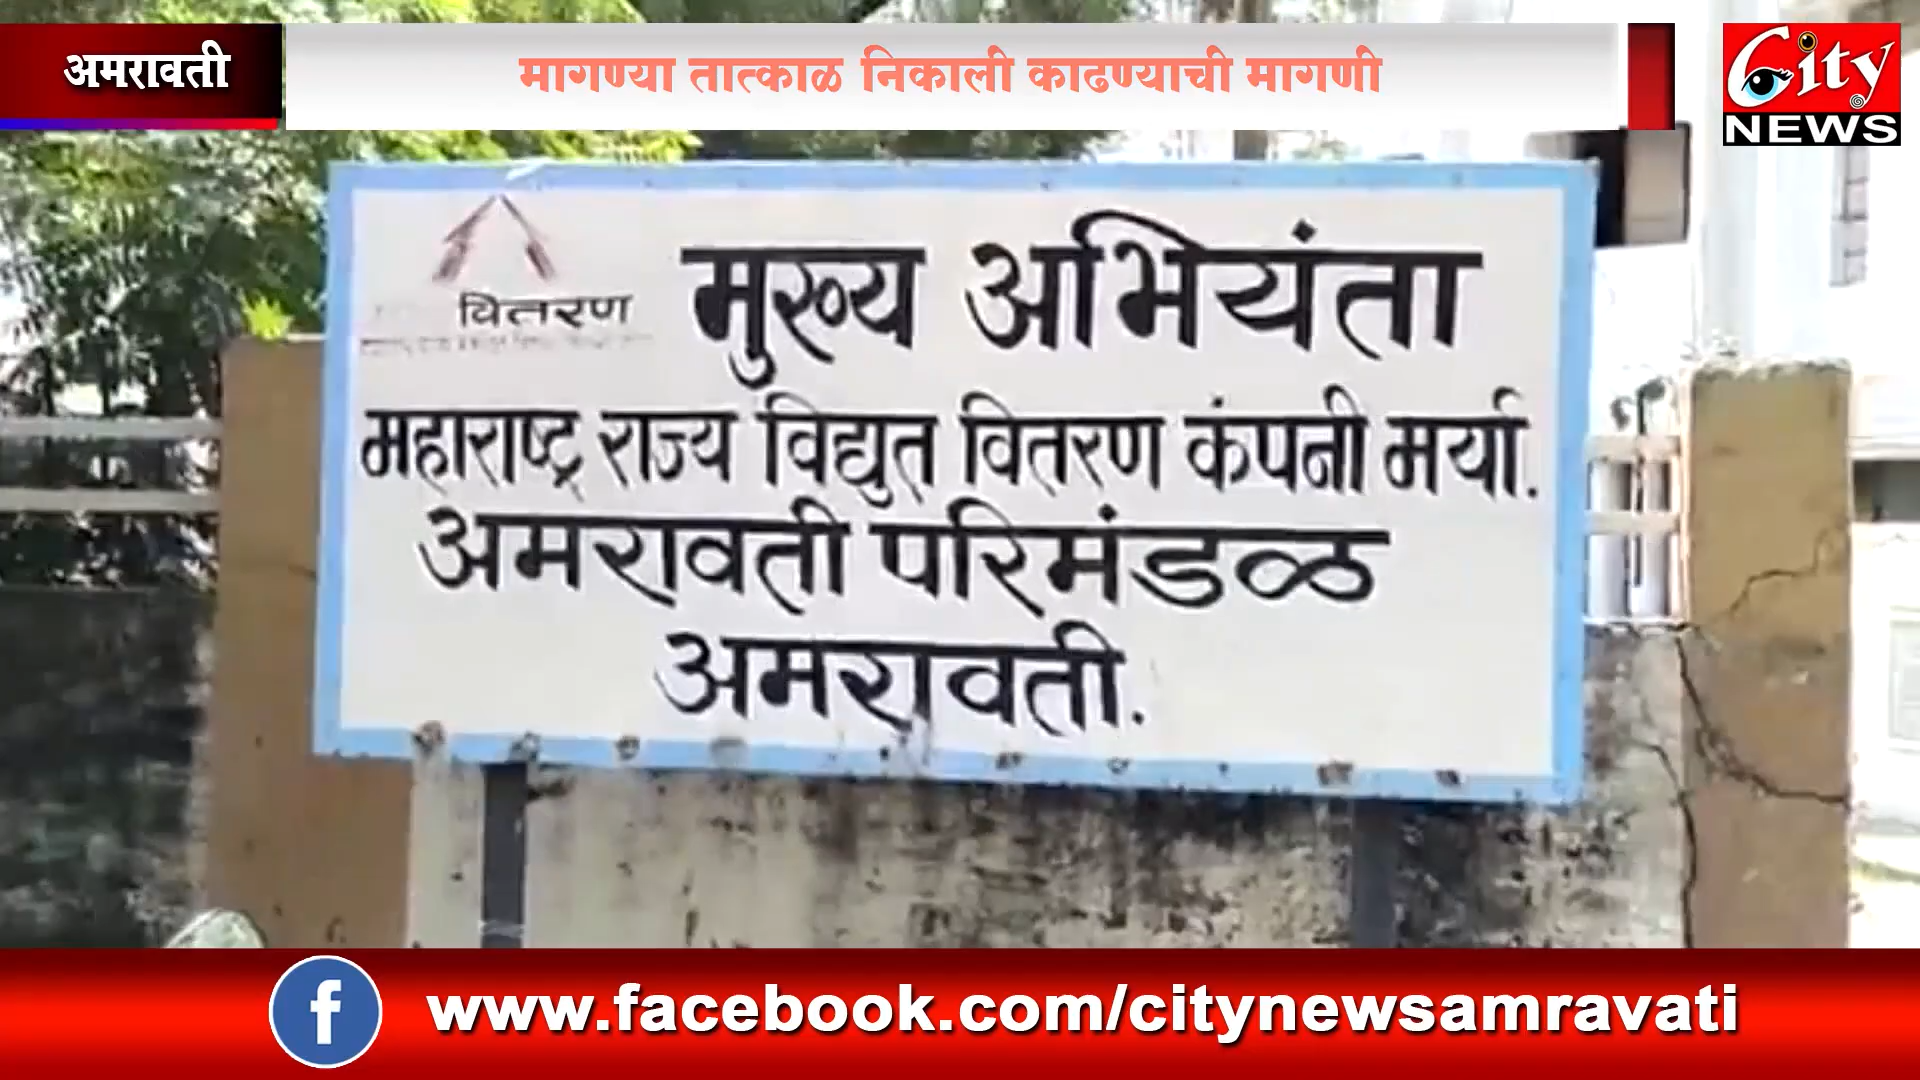 अमरावती
मागण्या तात्काळ निकाली काढण्याची मागणी
City
NEWS
वितरण
मुख्य अभियंता
महाराष्ट्र राज्य विद्युत वितरण कंपनी मर्या.
अमरावती परिमंडळ
अमरावती.
f www.facebook.com/citynewsamravati